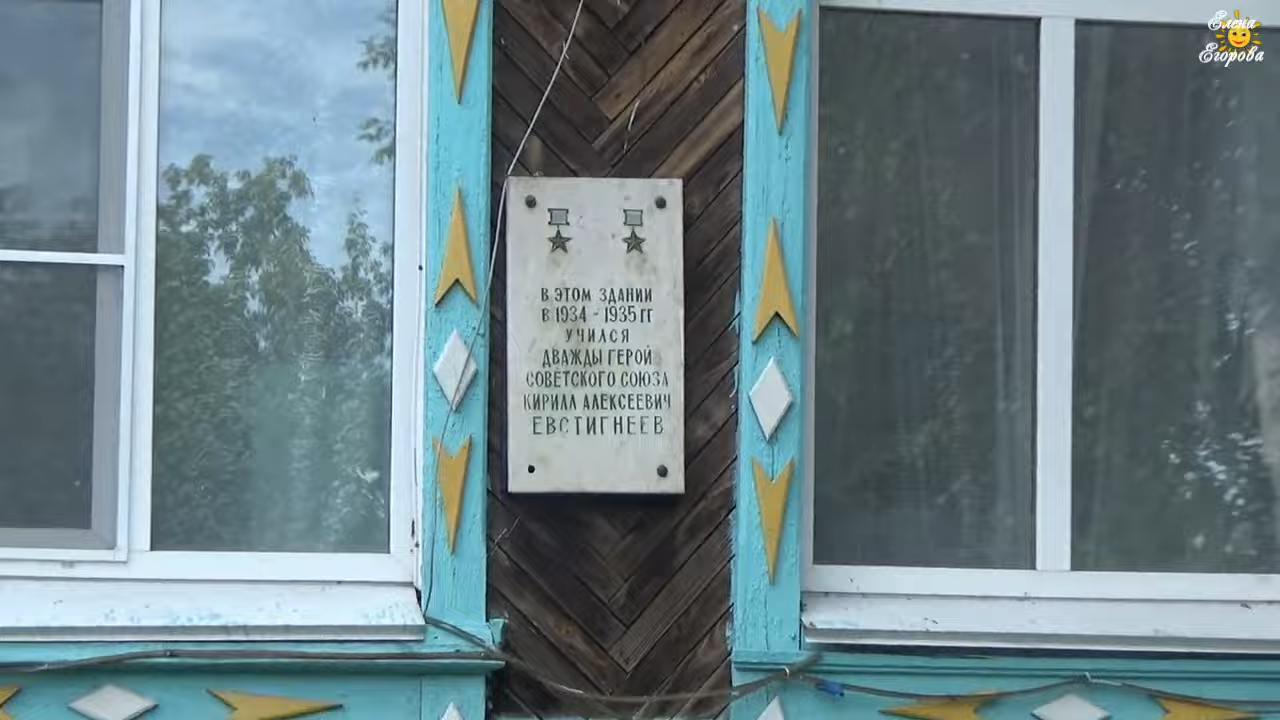 Елена
Егорова
В ЭТОМ ЗДАНИИ
В 1934 - 1935 ГГ
УЧИЛСЯ
ДВАЖДЫ ГЕРОЙ
СОВЕТСКОГО СОЮЗА
КИРИЛЛ АЛЕКСЕЕВИЧ
ЕВСТИГНЕЕВ